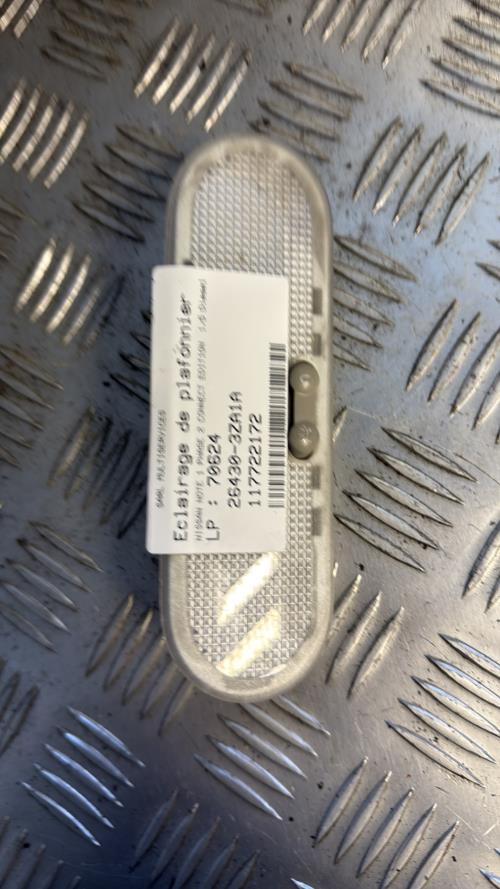 SARL MULTISERVICES
Eclairage de plafonnier
NISSAN NOTE 1 PHASE 2 CONNECT EDITION 1.5 Diesel
LP : 70624
26430-3ZA1A
117722172